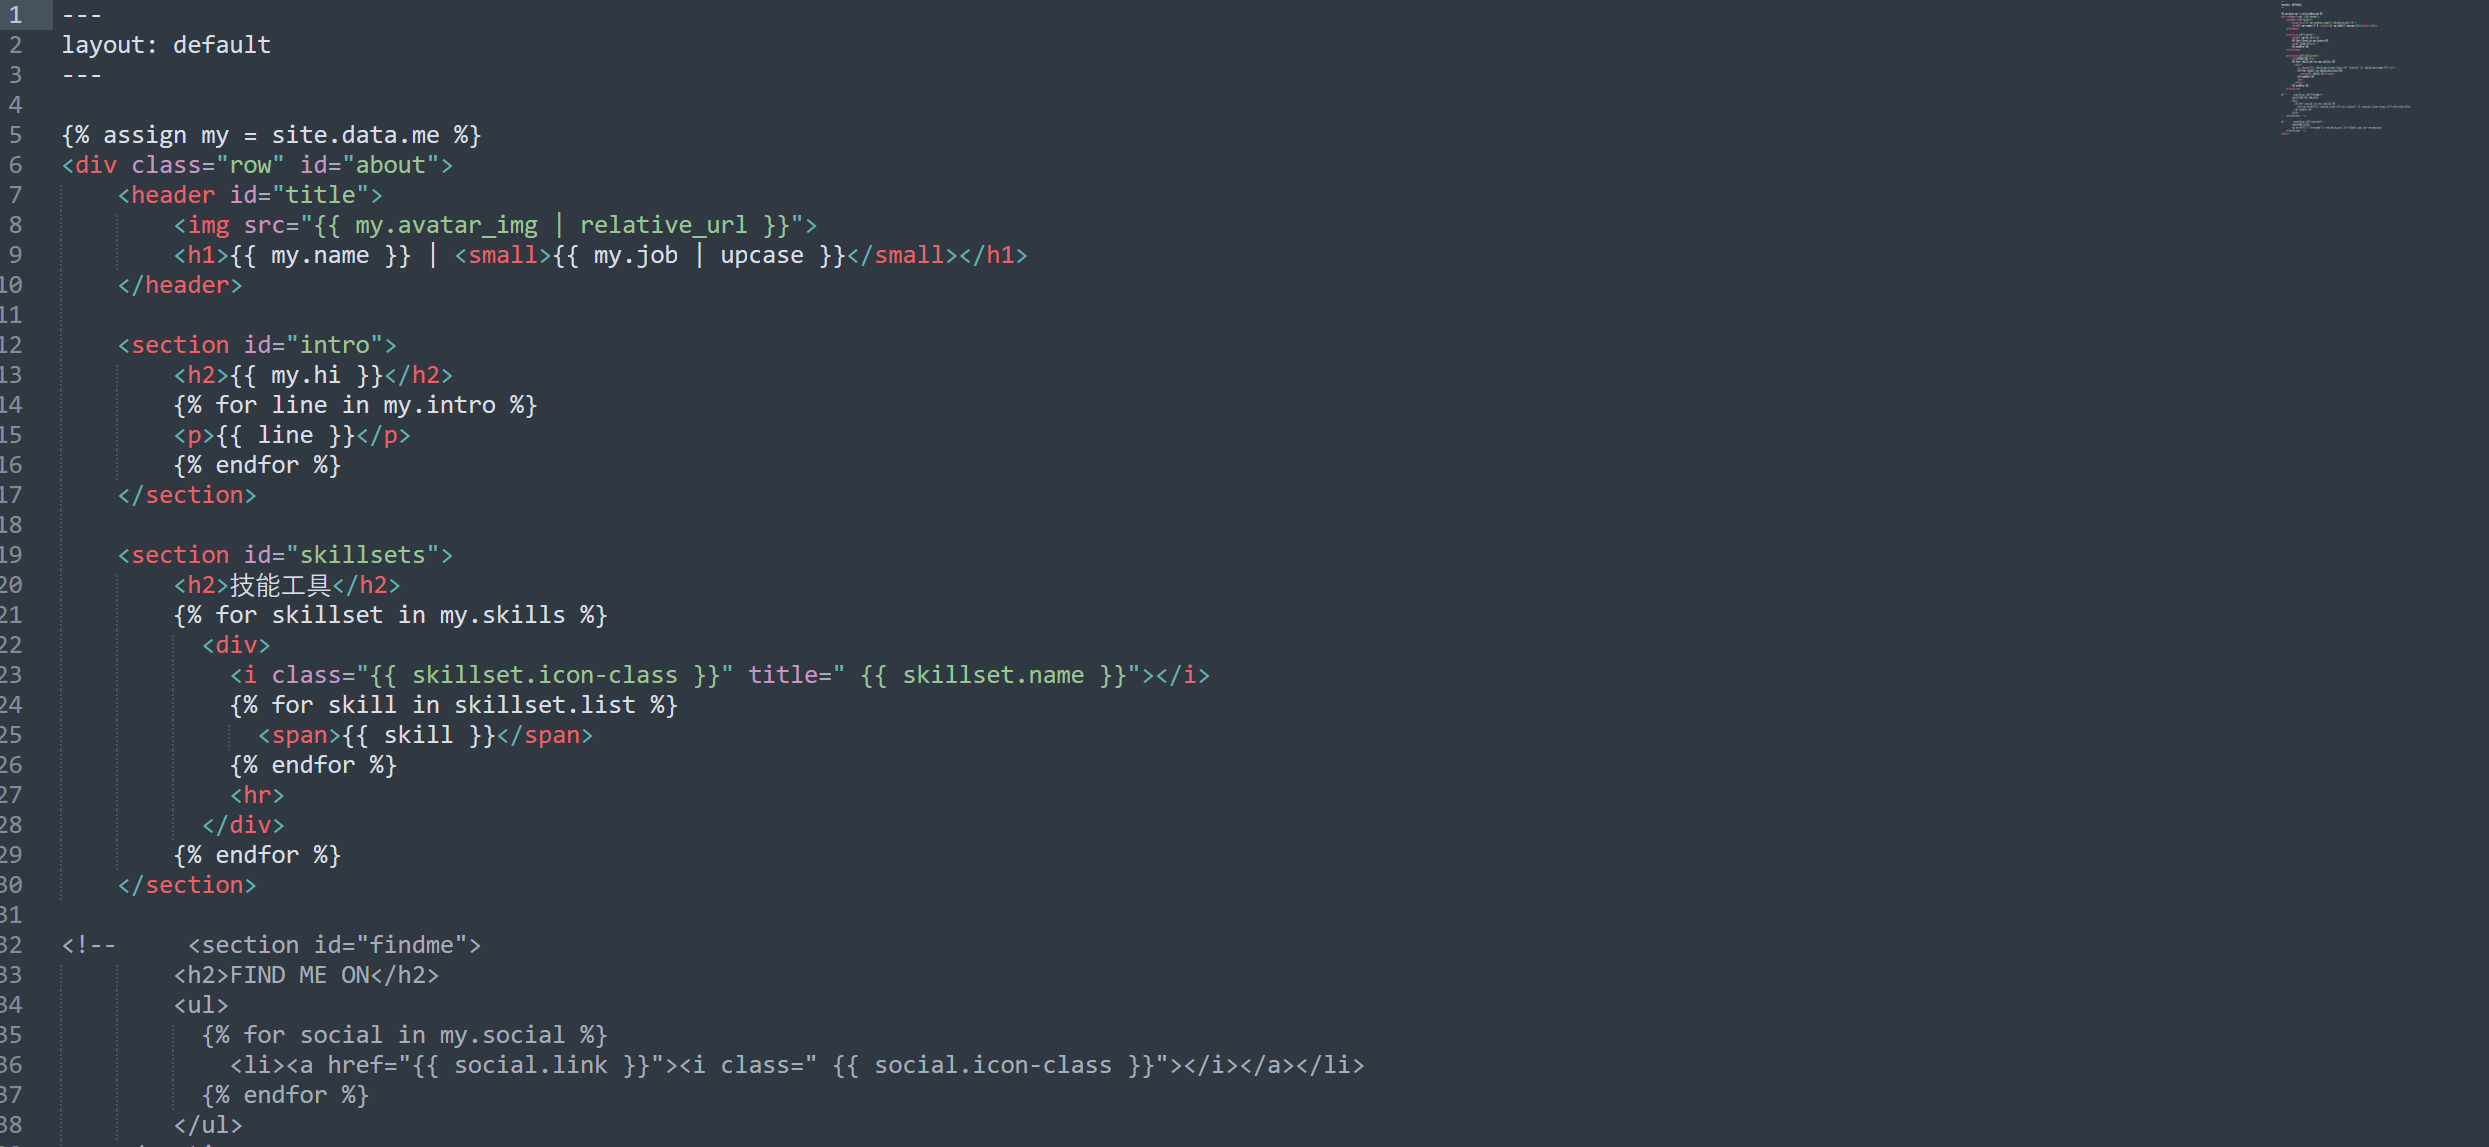 1 ---
2 layout: default
3 ---
4
5 {% assign my = site.data.me %}
6 <div class="row" id="about">
7     <header id="title">
8         <img src="{{ my.avatar_img | relative_url }}">
9         <h1>{{ my.name }} | <small>{{ my.job | upcase }}</small></h1>
10     </header>
11
12     <section id="intro">
13         <h2>{{ my.hi }}</h2>
14         {% for line in my.intro %}
15         <p>{{ line }}</p>
16         {% endfor %}
17     </section>
18
19     <section id="skillsets">
20         <h2>技能工具</h2>
21         {% for skillset in my.skills %}
22           <div>
23             <i class="{{ skillset.icon-class }}" title=" {{ skillset.name }}"></i>
24             {% for skill in skillset.list %}
25               <span>{{ skill }}</span>
26             {% endfor %}
27             <hr>
28           </div>
29         {% endfor %}
30     </section>
31
32 <!--     <section id="findme">
33         <h2>FIND ME ON</h2>
34         <ul>
35           {% for social in my.social %}
36             <li><a href="{{ social.link }}"><i class=" {{ social.icon-class }}"></i></a></li>
37           {% endfor %}
38         </ul>